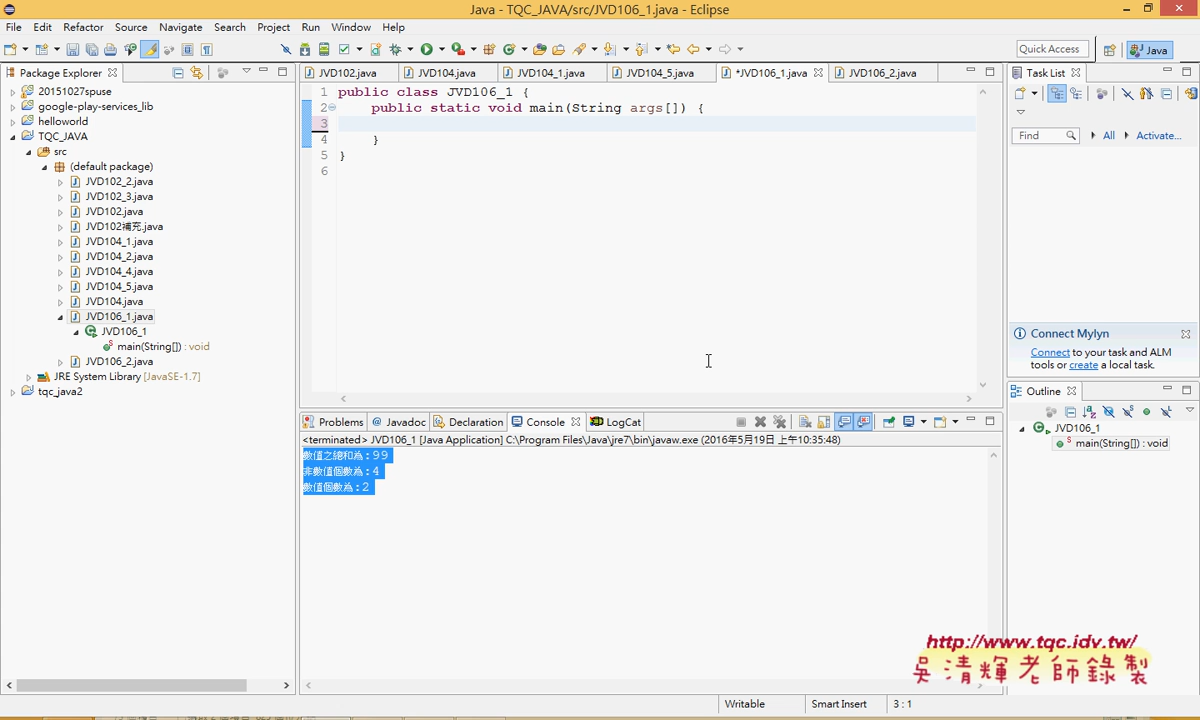 Java - TQC_JAVA/src/JVD106_1.java - Eclipse
File Edit Refactor Source Navigate Search Project Run Window Help
Quick Access
Java
Package Explorer
20151027spuse
google-play-services_lib
helloworld
TQC_JAVA
src
(default package)
JVD102_2.java
JVD102_3.java
JVD102.java
JVD102補充.java
JVD104_1.java
JVD104_2.java
JVD104_4.java
JVD104_5.java
JVD104.java
JVD106_1.java
JVD106_1
main(String[]) : void
JVD106_2.java
JRE System Library [JavaSE-1.7]
tqc_java2
JVD102.java JVD104.java JVD104_1.java JVD104_5.java *JVD106_1.java JVD106_2.java
1 public class JVD106_1 {
2 public static void main(String args[]) {
3
4 }
5 }
6
Problems Javadoc Declaration Console LogCat
<terminated> JVD106_1 [Java Application] C:\Program Files\Java\jre7\bin\javaw.exe (2016年5月19日 上午10:35:48)
數值之總和為:99
非數值個數為:4
數值個數為:2
Task List
Find All Activate...
Connect Mylyn
Connect to your task and ALM
tools or create a local task.
Outline
JVD106_1
main(String[]) : void
http://www.tqc.idv.tw/
吳清輝老師錄製
Writable Smart Insert 3 : 1